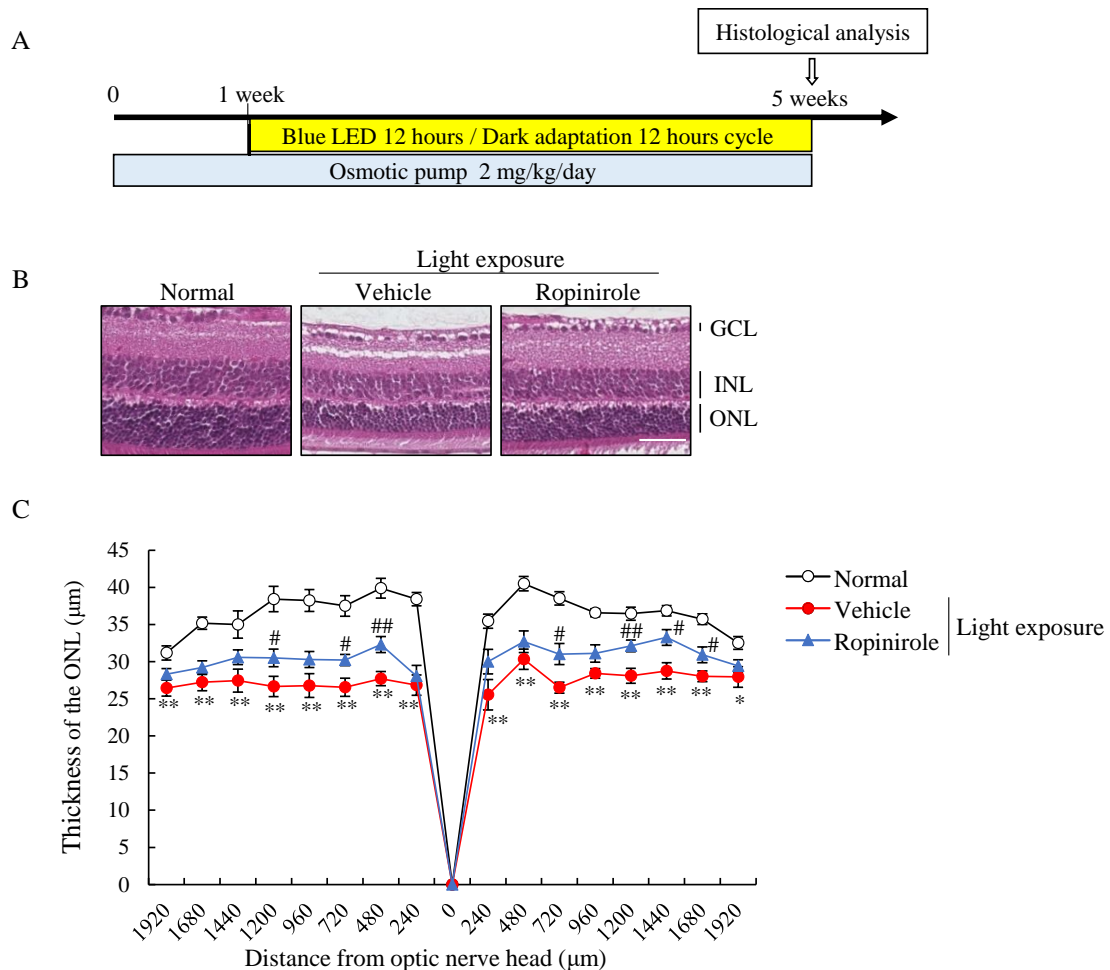 A
Histological analysis
0
1 week
5 weeks
Blue LED 12 hours / Dark adaptation 12 hours cycle
Osmotic pump 2 mg/kg/day
B
Light exposure
Normal
Vehicle
Ropinirole
GCL
INL
ONL
C
Thickness of the ONL (μm)
45
40
35
30
25
20
15
10
5
0
# # ## # ## # #
** ** ** ** ** ** ** ** ** ** ** ** ** ** ** *
1920 1680 1440 1200 960 720 480 240 0 240 480 720 960 1200 1440 1680 1920
Distance from optic nerve head (μm)
Normal
Vehicle
Ropinirole
Light exposure